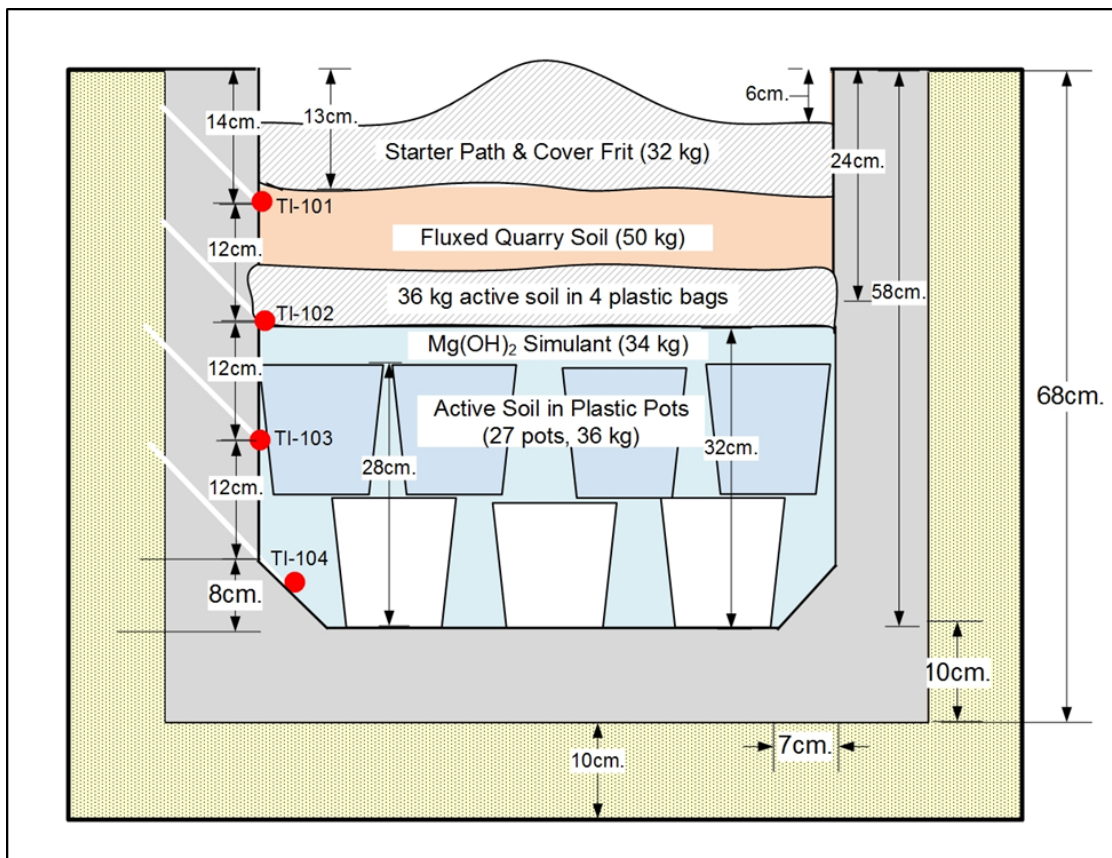 6cm.
14cm.
13cm.
Starter Path & Cover Frit (32 kg)
24cm.
TI-101
Fluxed Quarry Soil (50 kg)
12cm.
36 kg active soil in 4 plastic bags
58cm.
TI-102
Mg(OH)₂ Simulant (34 kg)
12cm.
68cm.
Active Soil in Plastic Pots
(27 pots, 36 kg)
TI-103
32cm.
28cm.
12cm.
TI-104
8cm.
10cm.
7cm.
10cm.